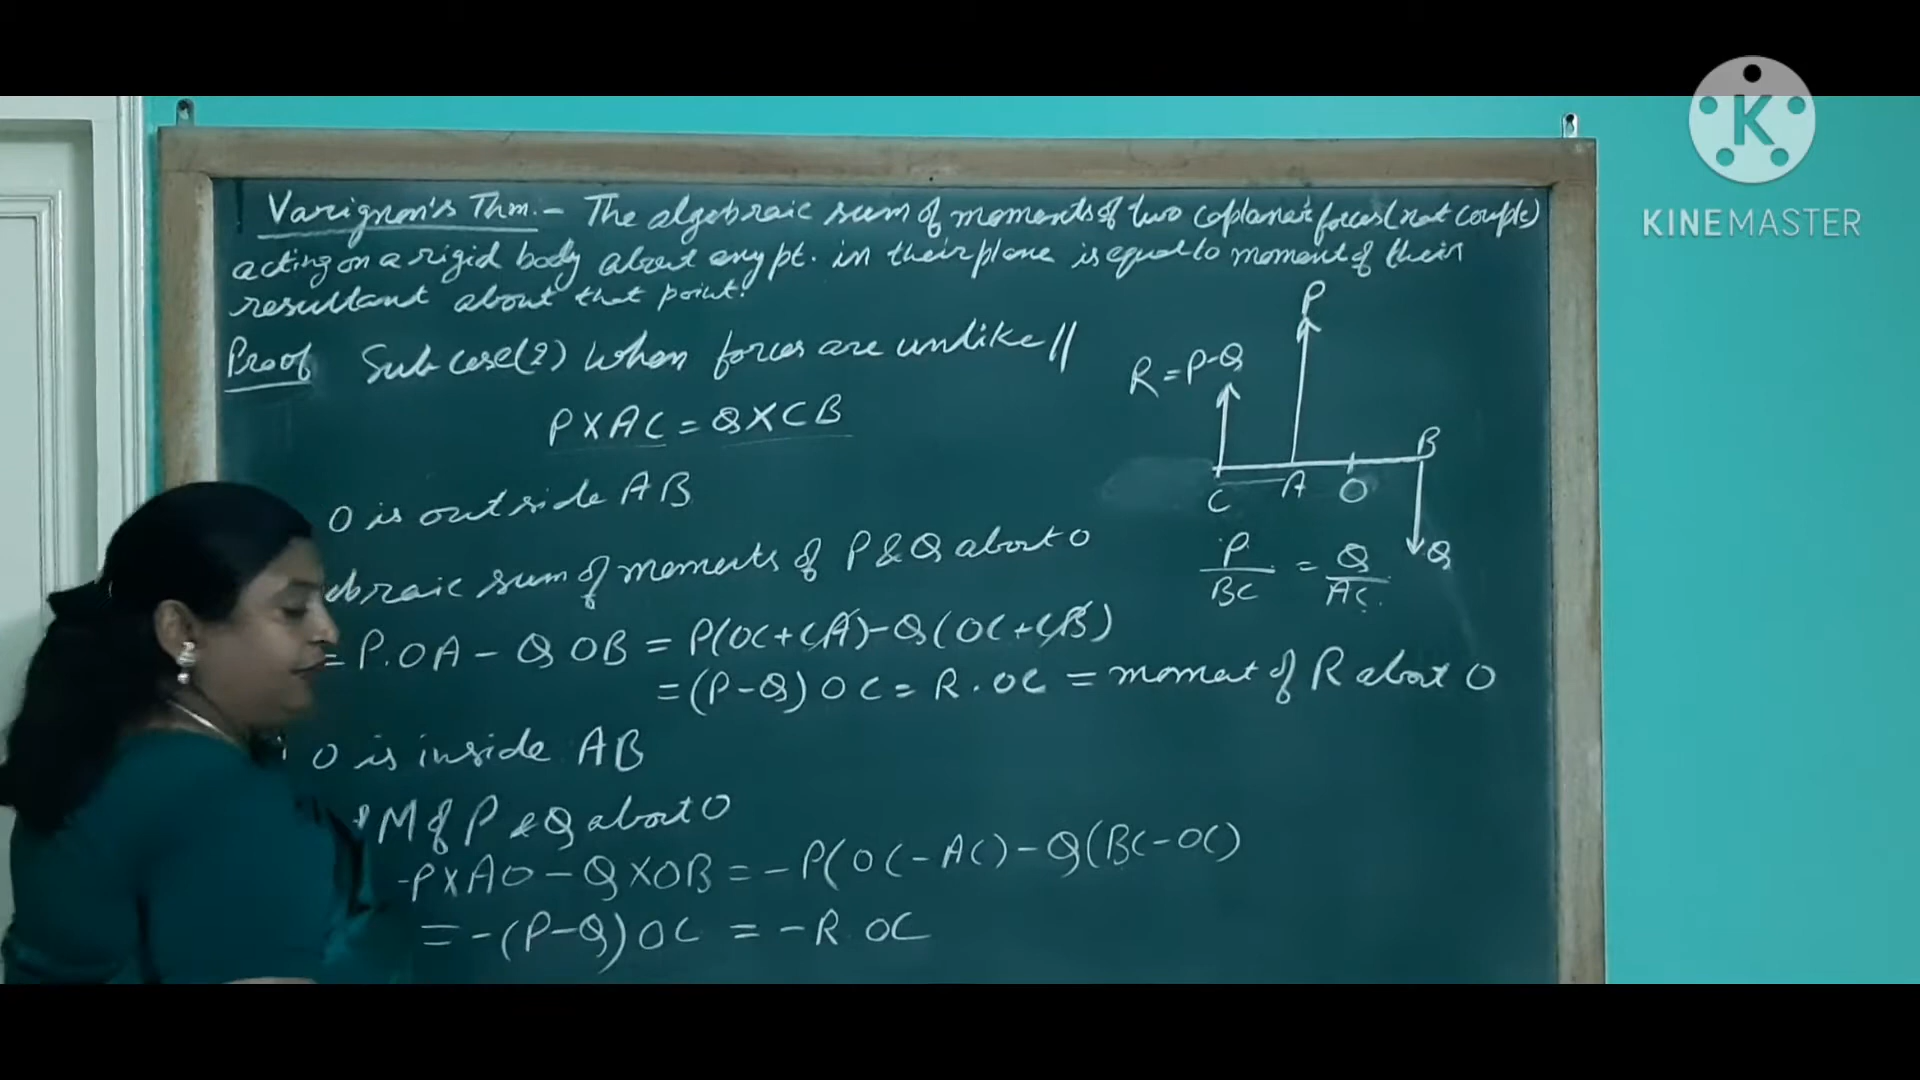 Varignon's Thm. - The algebraic sum of moments of two coplanar forces (not couple)
acting on a rigid body about any pt. in their plane is equal to moment of their
resultant about that point.
Proof Sub case (2) When forces are unlike //
P X AC = Q X CB
O is outside AB
braic sum of moments of P & Q about O
= P.OA - Q OB = P(OC + CA) - Q(OC + CB)
= (P-Q) OC = R . OC = moment of R about O
O is inside AB
M of P & Q about O
-P X AO - Q X OB = -P(OC - AC) - Q(BC - OC)
= -(P-Q) OC = -R OC
P
R = P-Q
B
C A O
Q
P/BC = Q/AC.
K
KINEMASTER